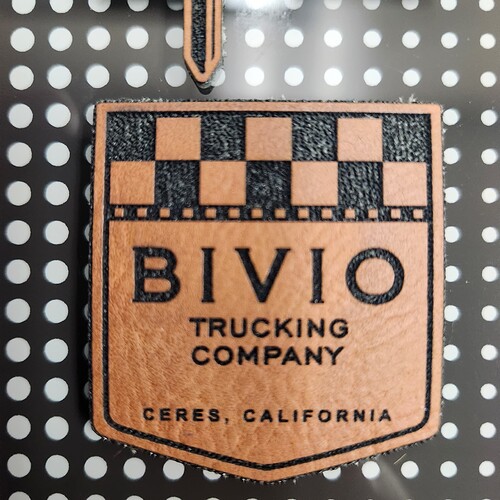 BIVIO
TRUCKING
COMPANY
CERES, CALIFORNIA